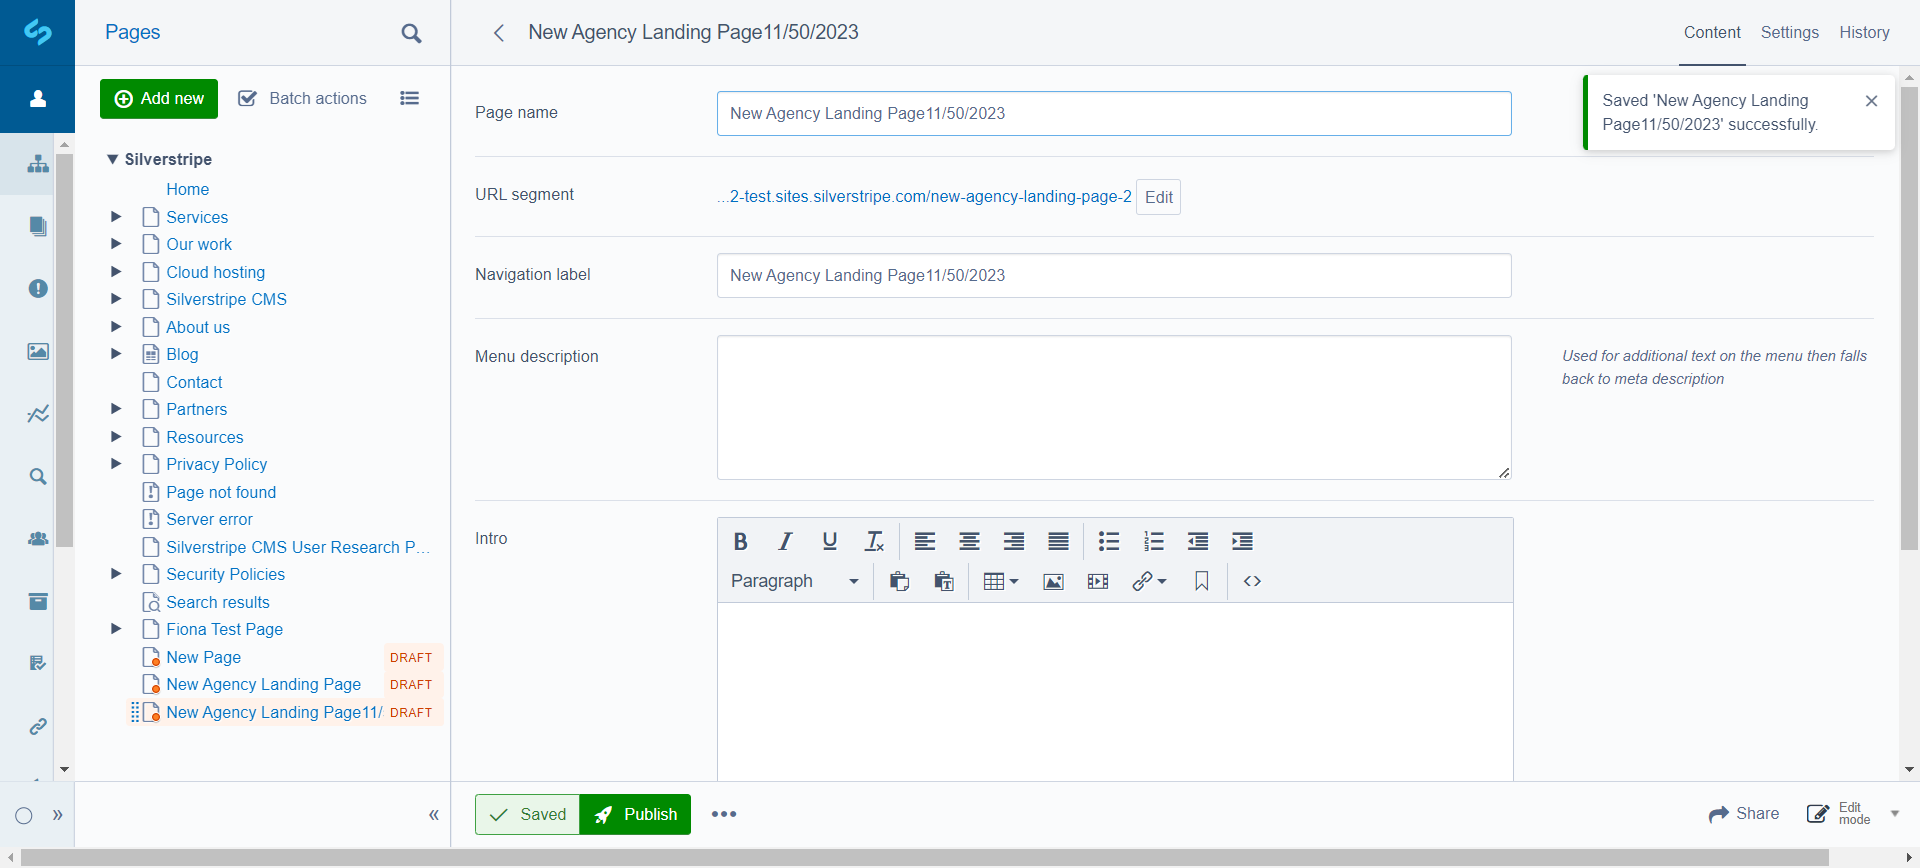 Pages
New Agency Landing Page11/50/2023
Content
Settings
History
Add new
Batch actions
Silverstripe
Home
Services
Our work
Cloud hosting
Silverstripe CMS
About us
Blog
Contact
Partners
Resources
Privacy Policy
Page not found
Server error
Silverstripe CMS User Research P...
Security Policies
Search results
Fiona Test Page
New Page DRAFT
New Agency Landing Page DRAFT
New Agency Landing Page11/ DRAFT
Page name
New Agency Landing Page11/50/2023
Saved 'New Agency Landing
Page11/50/2023' successfully.
URL segment
...2-test.sites.silverstripe.com/new-agency-landing-page-2
Edit
Navigation label
New Agency Landing Page11/50/2023
Menu description
Used for additional text on the menu then falls
back to meta description
Intro
Paragraph
Saved
Publish
Share
Edit
mode